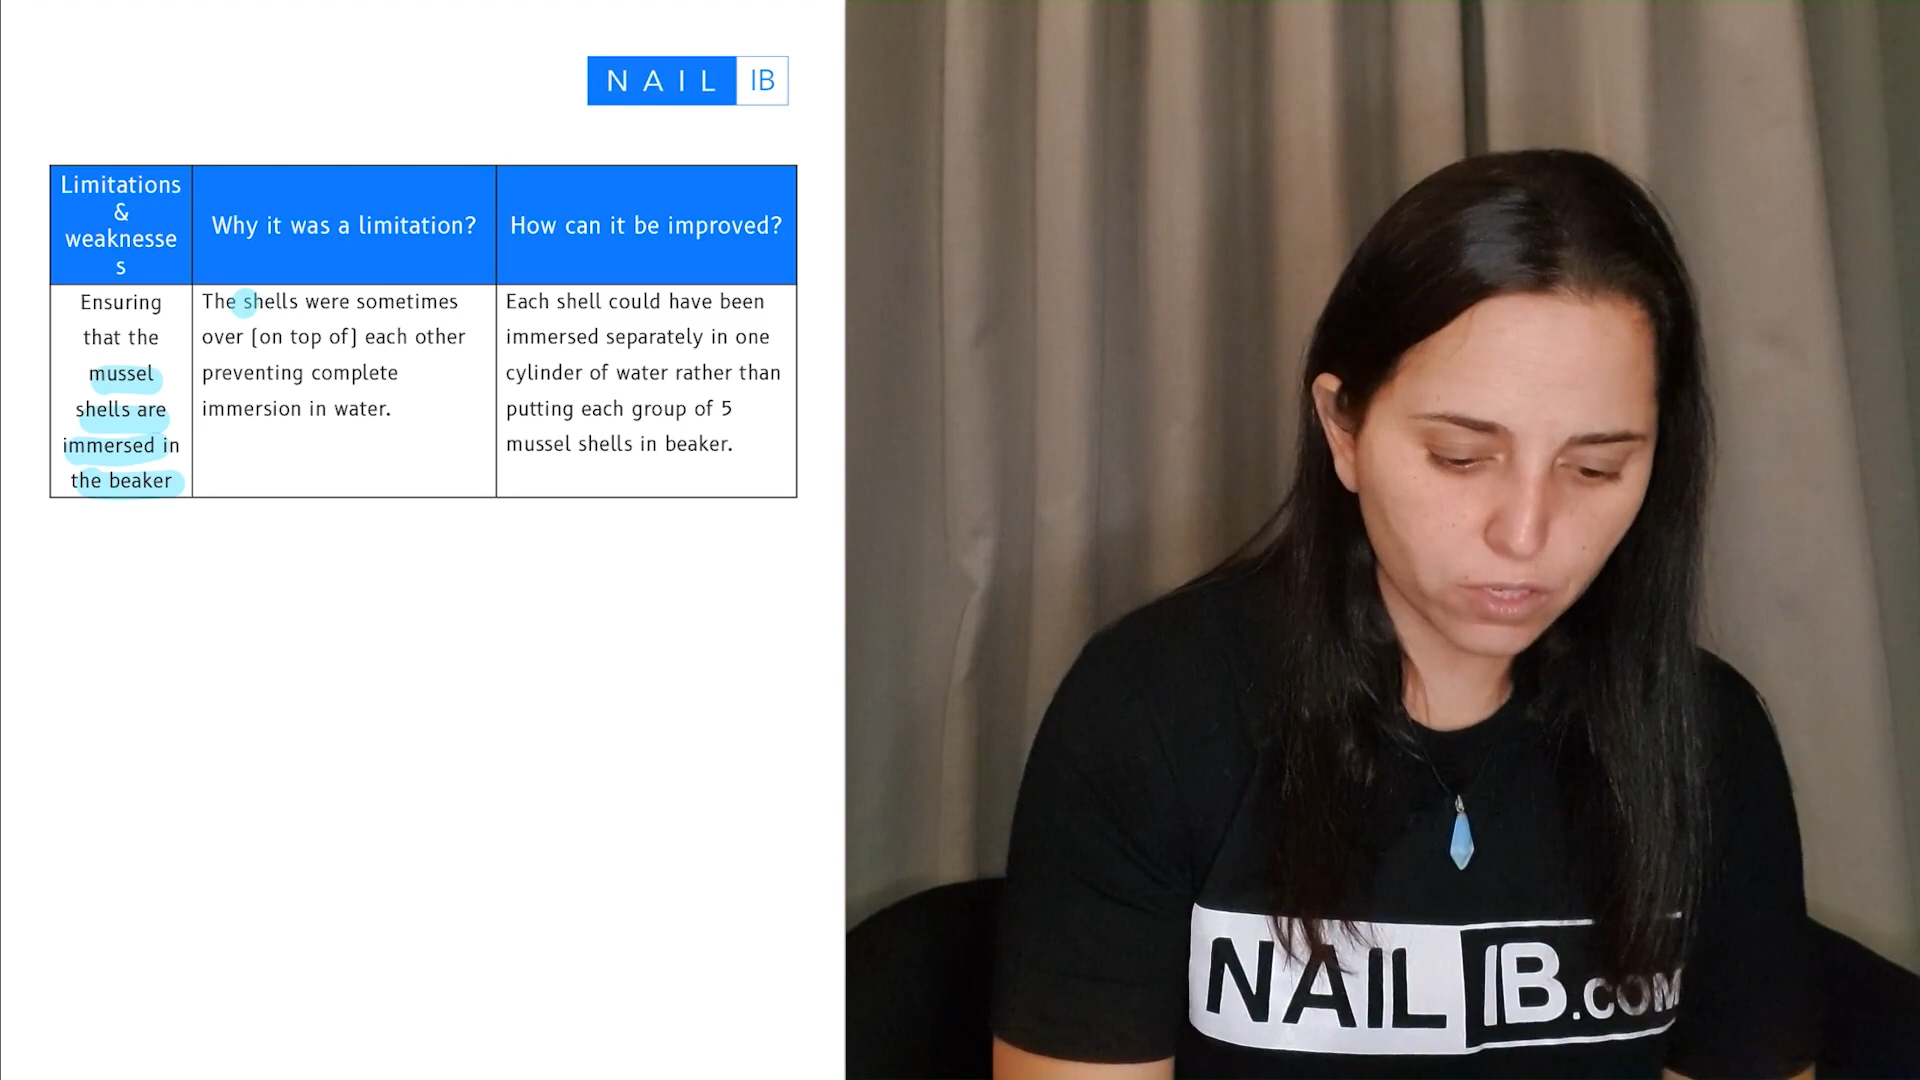 NAIL IB
Limitations
&
weaknesse
s
Why it was a limitation?
How can it be improved?
Ensuring
that the
mussel
shells are
immersed in
the beaker
The shells were sometimes
over [on top of] each other
preventing complete
immersion in water.
Each shell could have been
immersed separately in one
cylinder of water rather than
putting each group of 5
mussel shells in beaker.
NAIL IB.COM